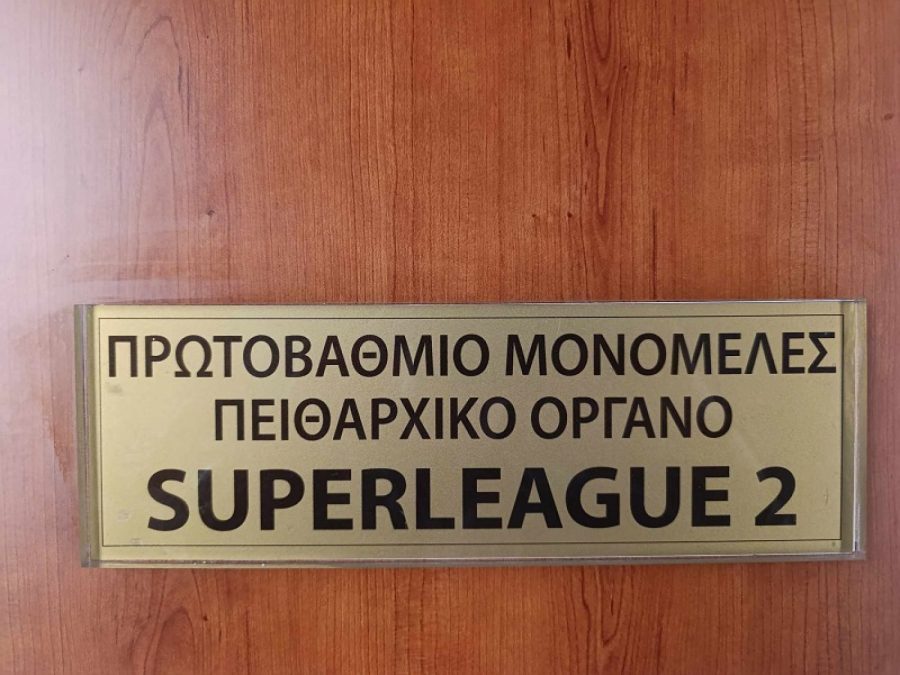 ΠΡΩΤΟΒΑΘΜΙΟ ΜΟΝΟΜΕΛΕΣ
ΠΕΙΘΑΡΧΙΚΟ ΟΡΓΑΝΟ
SUPERLEAGUE 2